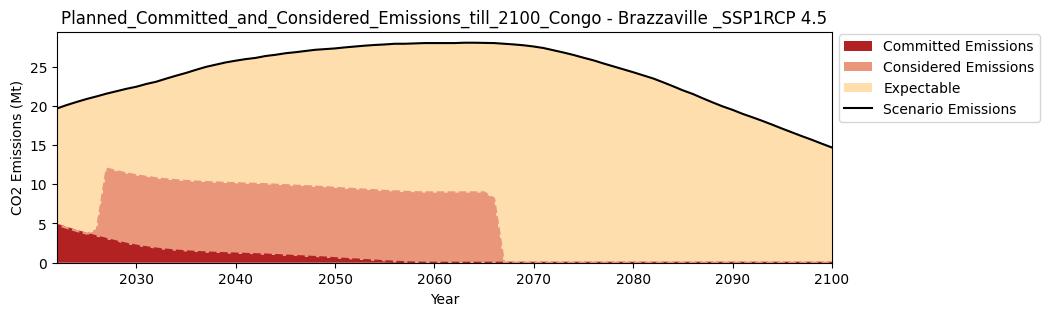 Planned_Committed_and_Considered_Emissions_till_2100_Congo - Brazzaville _SSP1RCP 4.5
Committed Emissions
Considered Emissions
Expectable
Scenario Emissions
CO2 Emissions (Mt)
25
20
15
10
5
0
2030 2040 2050 2060 2070 2080 2090 2100
Year